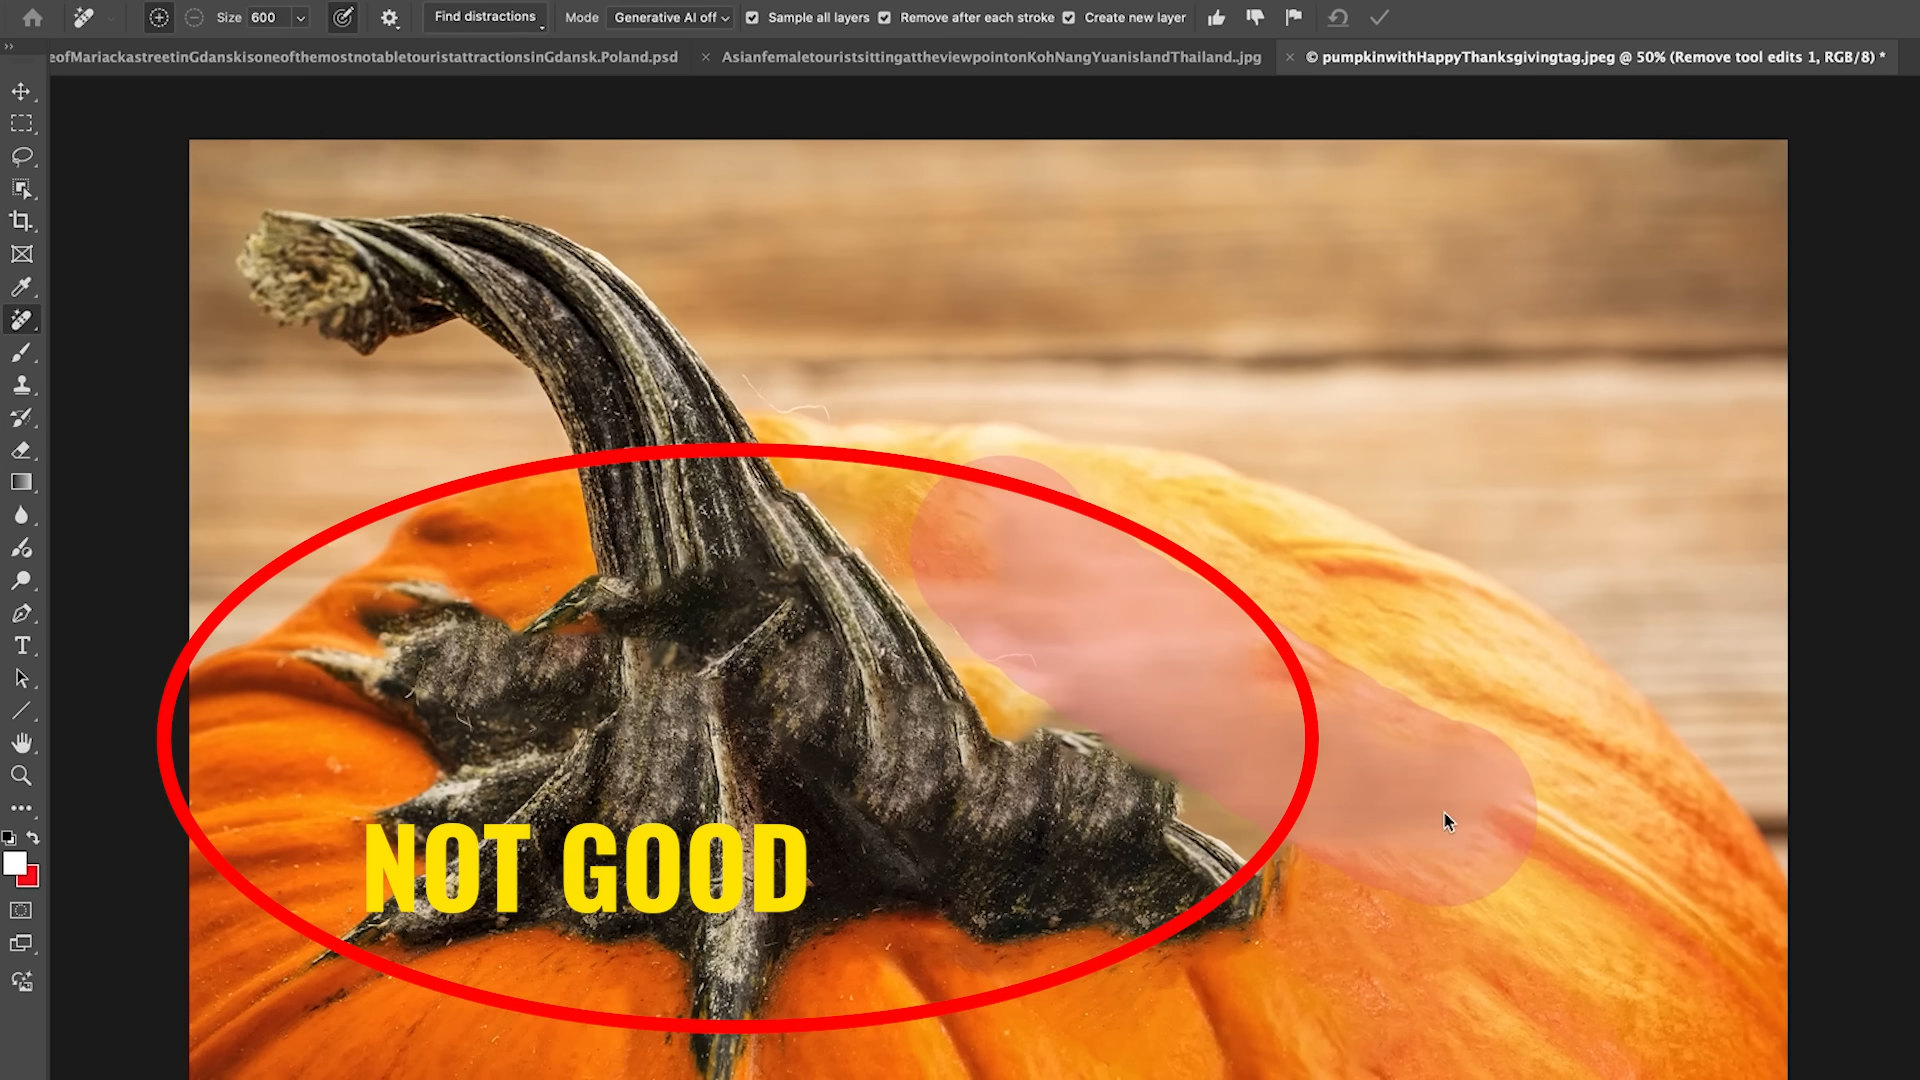 Size 600 Find distractions Mode Generative AI off Sample all layers Remove after each stroke Create new layer
eofMariackastreetinGdanskisoneofthemostnotabletouristattractionsinGdansk.Poland.psd × AsianfemaletouristsittingattheviewpointonKohNangYuanislandThailand..jpg × © pumpkinwithHappyThanksgivingtag.jpeg @ 50% (Remove tool edits 1, RGB/8) *
NOT GOOD